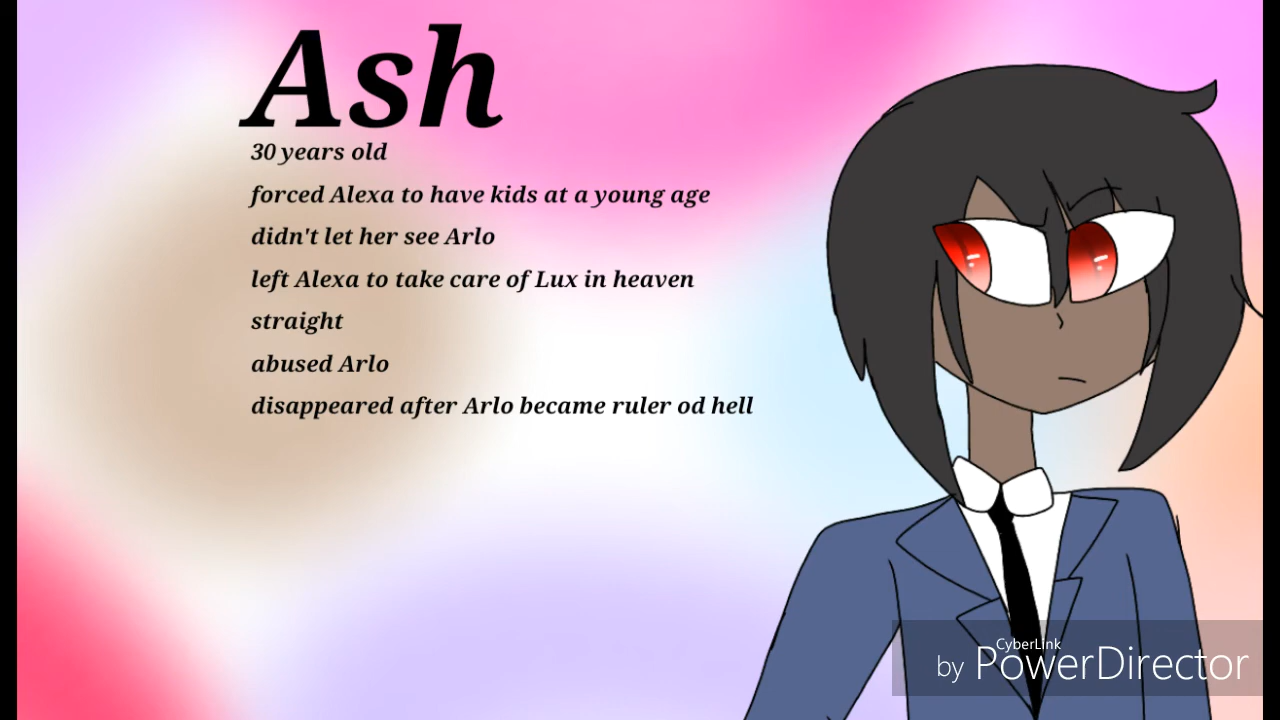 Ash
30 years old
forced Alexa to have kids at a young age
didn't let her see Arlo
left Alexa to take care of Lux in heaven
straight
abused Arlo
disappeared after Arlo became ruler od hell
CyberLink
by PowerDirector